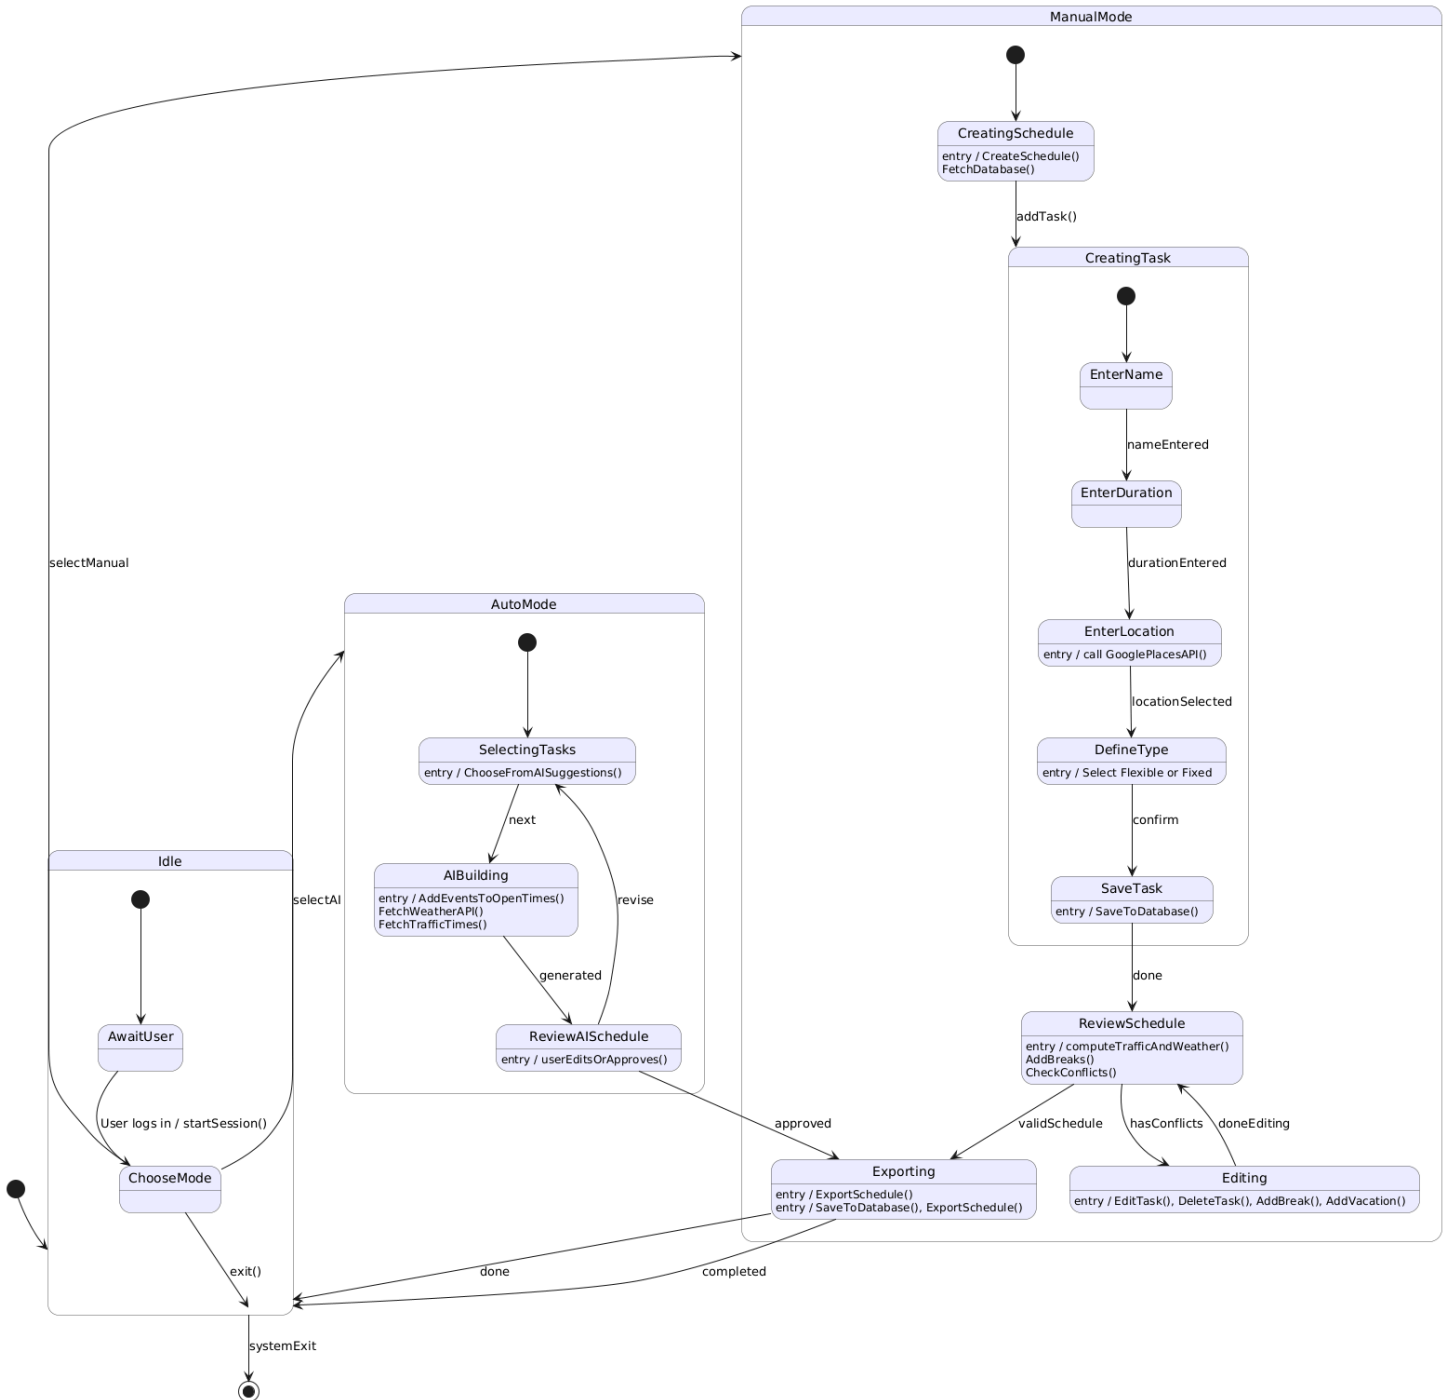 ManualMode
CreatingSchedule
entry / CreateSchedule()
FetchDatabase()
addTask()
CreatingTask
EnterName
nameEntered
EnterDuration
durationEntered
EnterLocation
entry / call GooglePlacesAPI()
locationSelected
DefineType
entry / Select Flexible or Fixed
confirm
SaveTask
entry / SaveToDatabase()
done
ReviewSchedule
entry / computeTrafficAndWeather()
AddBreaks()
CheckConflicts()
validSchedule
hasConflicts
doneEditing
Editing
entry / EditTask(), DeleteTask(), AddBreak(), AddVacation()
Exporting
entry / ExportSchedule()
entry / SaveToDatabase(), ExportSchedule()
selectManual
AutoMode
SelectingTasks
entry / ChooseFromAISuggestions()
next
AIBuilding
entry / AddEventsToOpenTimes()
FetchWeatherAPI()
FetchTrafficTimes()
revise
generated
ReviewAISchedule
entry / userEditsOrApproves()
approved
selectAI
Idle
AwaitUser
User logs in / startSession()
ChooseMode
exit()
done
completed
systemExit